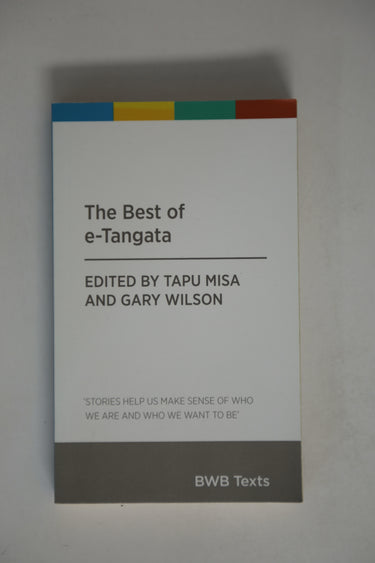 The Best of
e-Tangata
EDITED BY TAPU MISA
AND GARY WILSON
'STORIES HELP US MAKE SENSE OF WHO
WE ARE AND WHO WE WANT TO BE'
BWB Texts